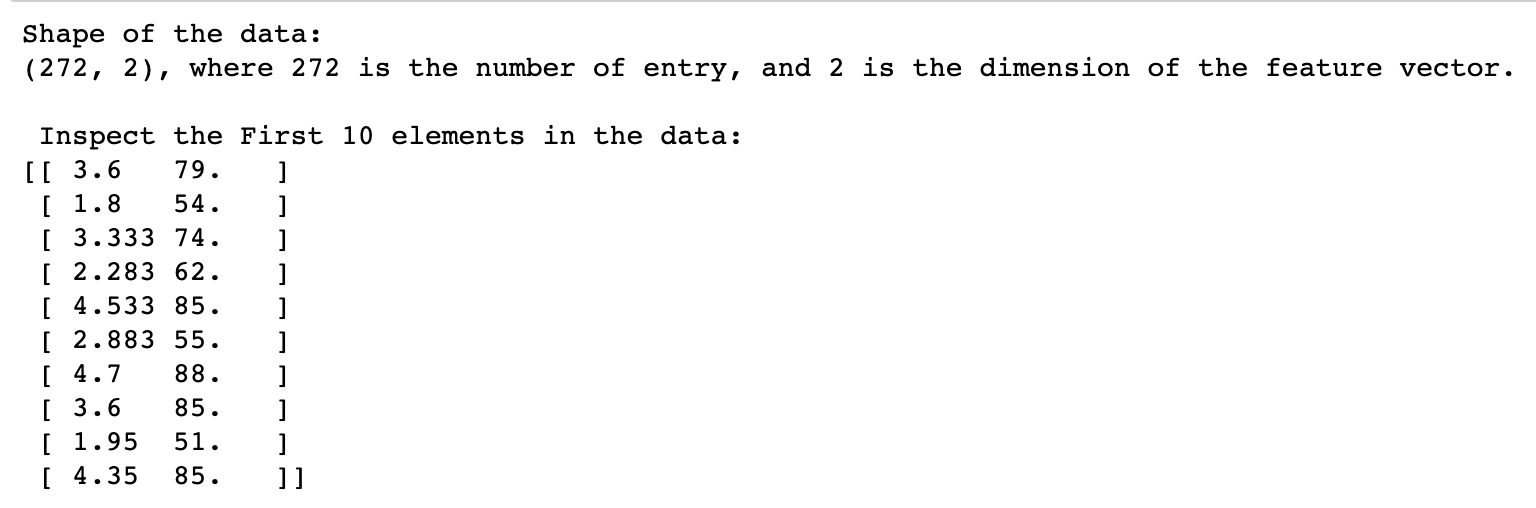 Shape of the data:
(272, 2), where 272 is the number of entry, and 2 is the dimension of the feature vector.
Inspect the First 10 elements in the data:
[[ 3.6   79.   ]
[ 1.8   54.   ]
[ 3.333 74.   ]
[ 2.283 62.   ]
[ 4.533 85.   ]
[ 2.883 55.   ]
[ 4.7   88.   ]
[ 3.6   85.   ]
[ 1.95  51.   ]
[ 4.35  85.   ]]